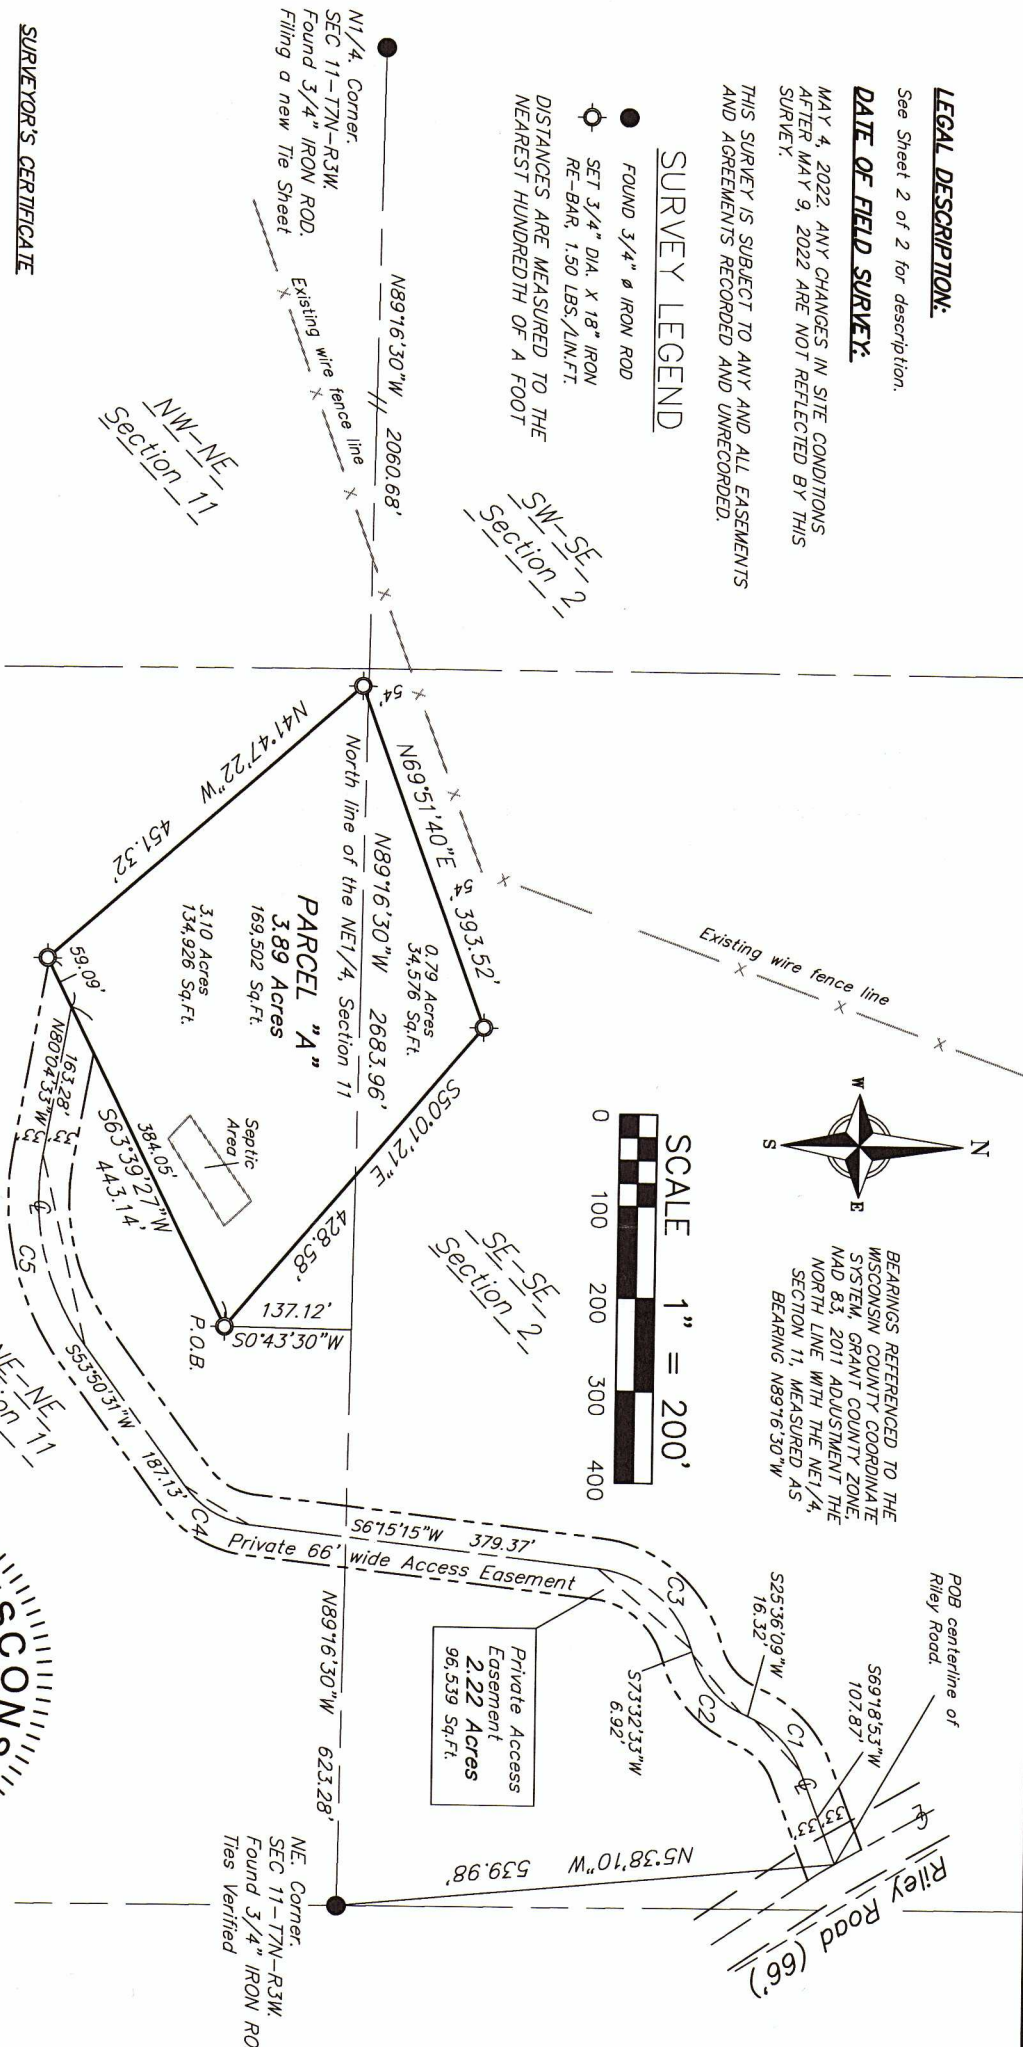 LEGAL DESCRIPTION:
See Sheet 2 of 2 for description.
DATE OF FIELD SURVEY:
MAY 4, 2022. ANY CHANGES IN SITE CONDITIONS
AFTER MAY 9, 2022 ARE NOT REFLECTED BY THIS
SURVEY.
THIS SURVEY IS SUBJECT TO ANY AND ALL EASEMENTS
AND AGREEMENTS RECORDED AND UNRECORDED.
SURVEY LEGEND
FOUND 3/4" ø IRON ROD
SET 3/4" DIA. X 18" IRON
RE-BAR, 1.50 LBS./LIN.FT.
DISTANCES ARE MEASURED TO THE
NEAREST HUNDREDTH OF A FOOT
N1/4. Corner.
SEC 11-T7N-R3W.
Found 3/4" IRON ROD.
Filing a new Tie Sheet
SURVEYOR'S CERTIFICATE
N89°16'30"W 2060.68'
Existing wire fence line
NW-NE
Section 11
SW-SE
Section 2
54'
N69°51'40"E 393.52'
54'
N89°16'30"W 2683.96'
North line of the NE1/4, Section 11
0.79 Acres
34,576 Sq.Ft.
PARCEL "A"
3.89 Acres
169,502 Sq.Ft.
3.10 Acres
134,926 Sq.Ft.
N41°47'22"W 451.32'
59.09'
163.28'
N80°04'33"W
33'
33'
384.05'
S63°39'27"W
443.14'
Septic
Area
S50°01'21"E 428.58'
137.12'
S0°43'30"W
P.O.B.
Existing wire fence line
N
W
E
S
BEARINGS REFERENCED TO THE
WISCONSIN COUNTY COORDINATE
SYSTEM, GRANT COUNTY ZONE,
NAD 83, 2011 ADJUSTMENT THE
NORTH LINE WITH THE NE1/4,
SECTION 11, MEASURED AS
BEARING N89°16'30"W
SCALE 1" = 200'
0 100 200 300 400
SE-SE
Section 2
NE-NE
C5
℄
S53°50'31"W 187.13'
C4
S6°15'15"W 379.37'
Private 66' wide Access Easement
C3
S25°36'09"W
16.32'
S73°32'33"W
6.92'
C2
C1
℄
S69°18'53"W
107.87'
33'
33'
POB centerline of
Riley Road.
℄
Riley Road (66')
Private Access
Easement
2.22 Acres
96,539 Sq.Ft.
N89°16'30"W 623.28'
N5°38'10"W 539.98'
NE. Corner.
SEC 11-T7N-R3W.
Found 3/4" IRON RO
Ties Verified
SCONS